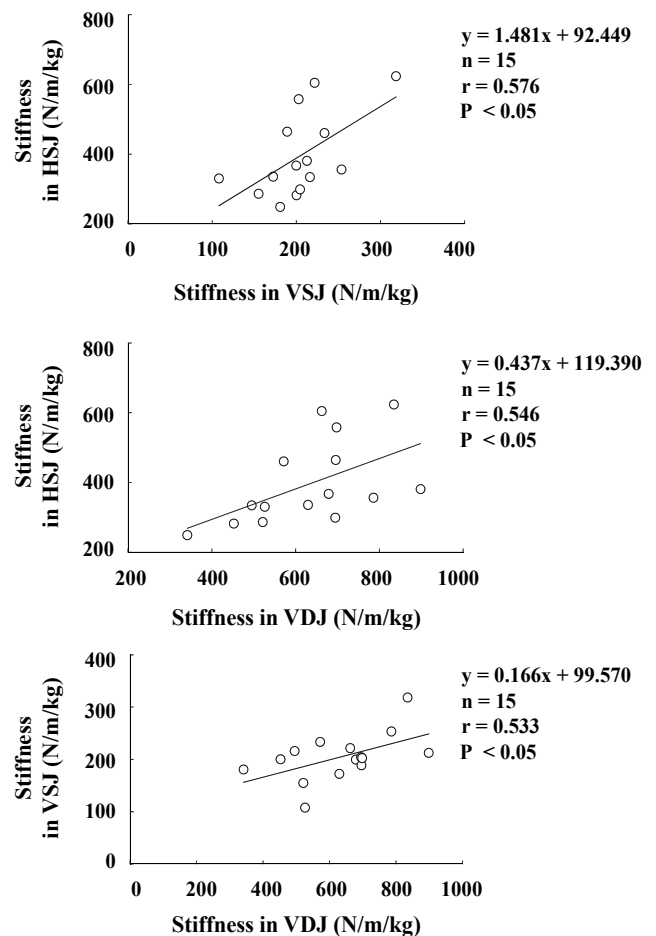 800
600
400
200
0
100
200
300
400
Stiffness
in HSJ (N/m/kg)
Stiffness in VSJ (N/m/kg)
y = 1.481x + 92.449
n = 15
r = 0.576
P < 0.05
800
600
400
200
200
400
600
800
1000
Stiffness
in HSJ (N/m/kg)
Stiffness in VDJ (N/m/kg)
y = 0.437x + 119.390
n = 15
r = 0.546
P < 0.05
400
300
200
100
0
0
200
400
600
800
1000
Stiffness
in VSJ (N/m/kg)
Stiffness in VDJ (N/m/kg)
y = 0.166x + 99.570
n = 15
r = 0.533
P < 0.05